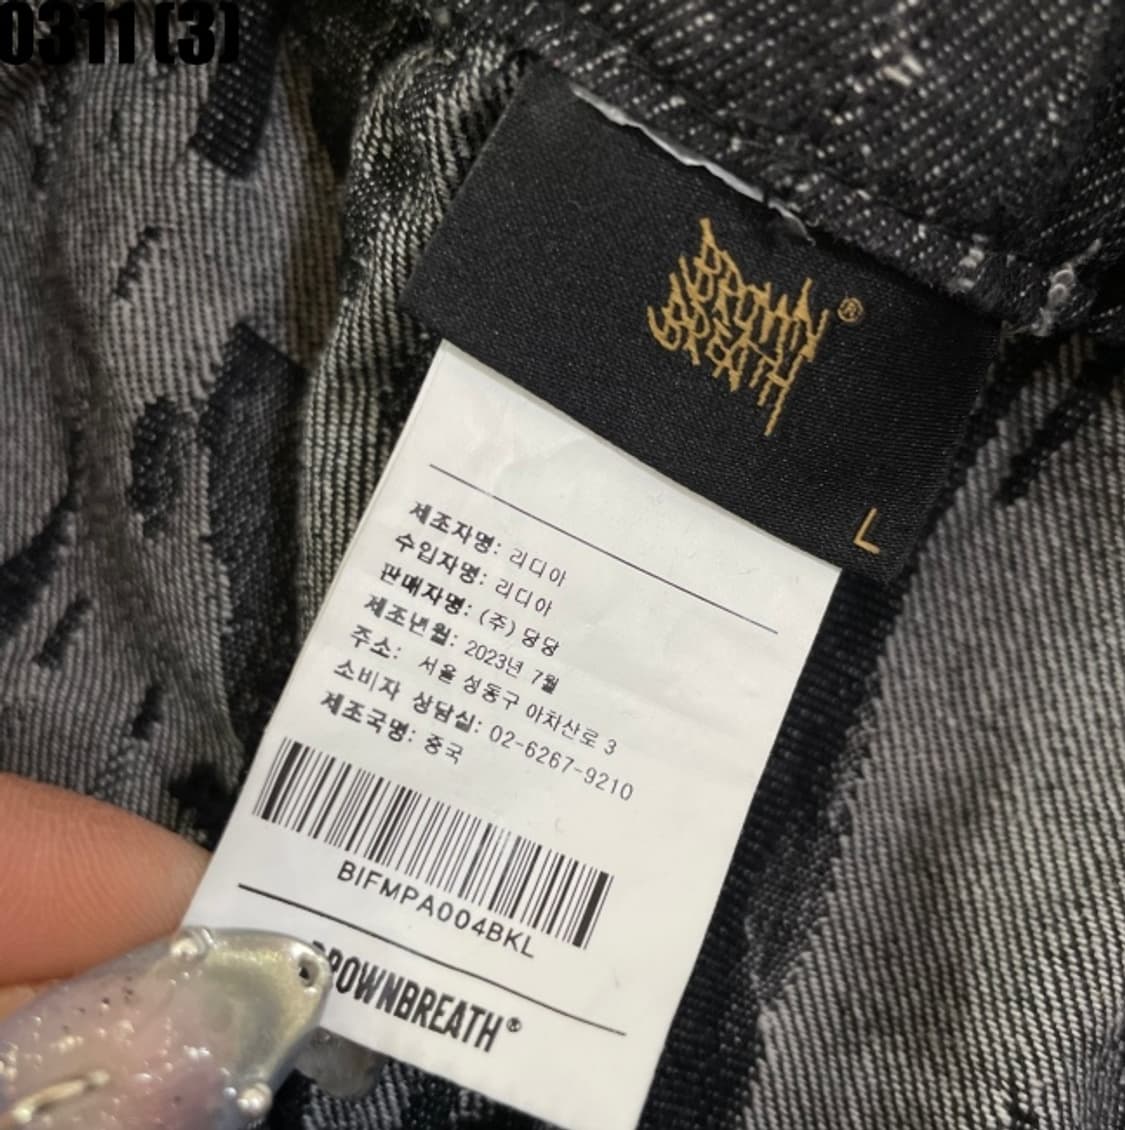 0311 (3)
BROWN
BREATH ®
L
제조자명: 리디아
수입자명: 리디아
판매자명: (주) 당당
제조년월: 2023년 7월
주소: 서울 성동구 아차산로 3
소비자 상담실: 02-6267-9210
제조국명: 중국
BIFMPA004BKL
BROWNBREATH®